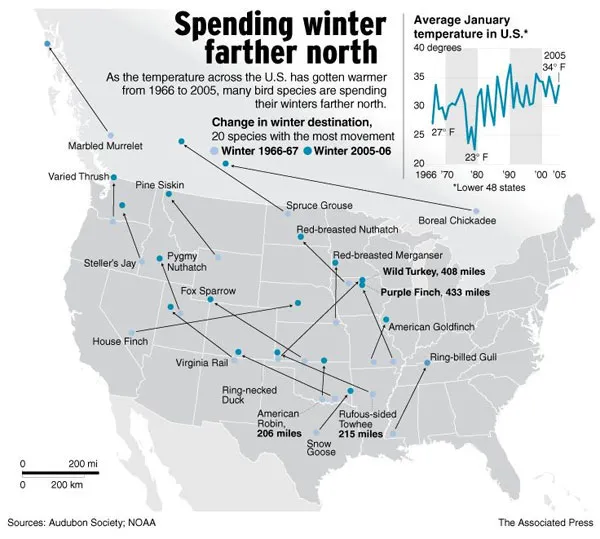 Spending winter
farther north
As the temperature across the U.S. has gotten warmer
from 1966 to 2005, many bird species are spending
their winters farther north.
Change in winter destination,
20 species with the most movement
Winter 1966-67 Winter 2005-06
Average January
temperature in U.S.*
40 degrees
35
30
25
20
2005
34° F
27° F
23° F
1966 '70 '80 '90 '00 '05
*Lower 48 states
Marbled Murrelet
Varied Thrush
Pine Siskin
Spruce Grouse
Boreal Chickadee
Red-breasted Nuthatch
Steller's Jay
Pygmy
Nuthatch
Red-breasted Merganser
Wild Turkey, 408 miles
Purple Finch, 433 miles
Fox Sparrow
American Goldfinch
House Finch
Virginia Rail
Ring-billed Gull
Ring-necked
Duck
American
Robin,
206 miles
Rufous-sided
Towhee
215 miles
Snow
Goose
0 200 mi
0 200 km
Sources: Audubon Society; NOAA
The Associated Press